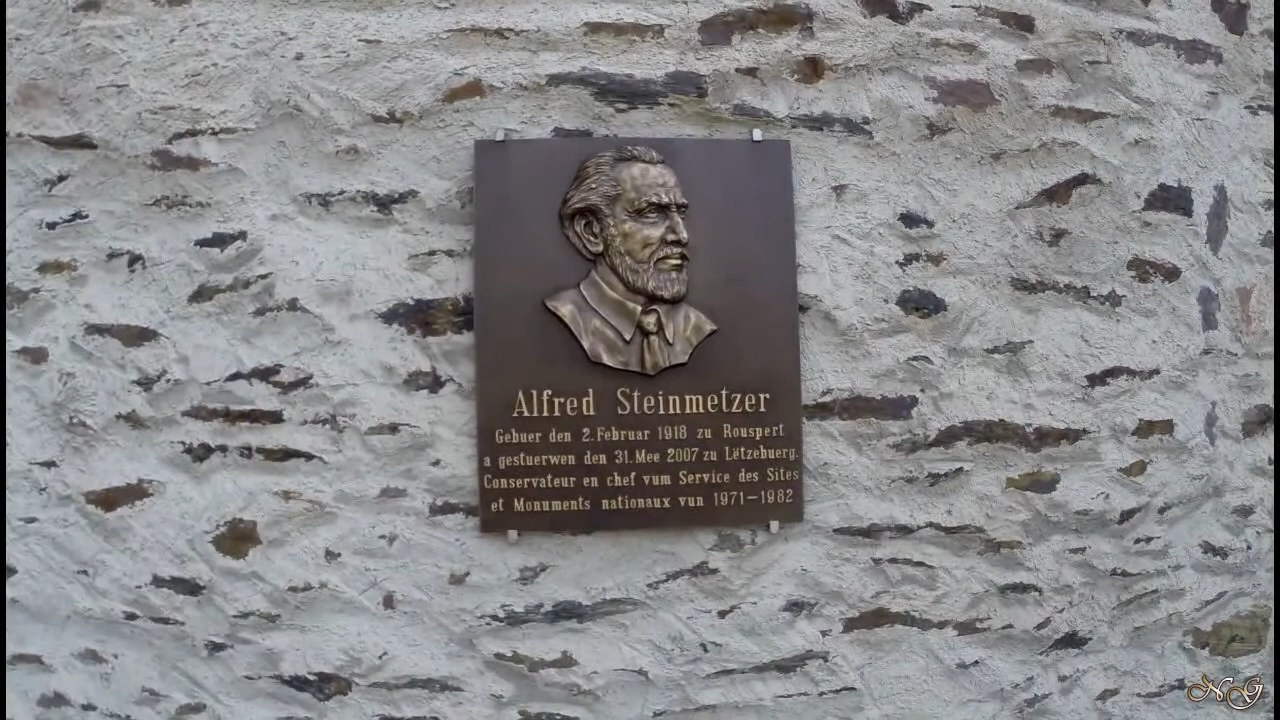 Alfred Steinmetzer
Gebuer den 2. Februar 1918 zu Rouspert
a gestuerwen den 31. Mee 2007 zu Lëtzebuerg.
Conservateur en chef vum Service des Sites
et Monuments nationaux vun 1971–1982
NG